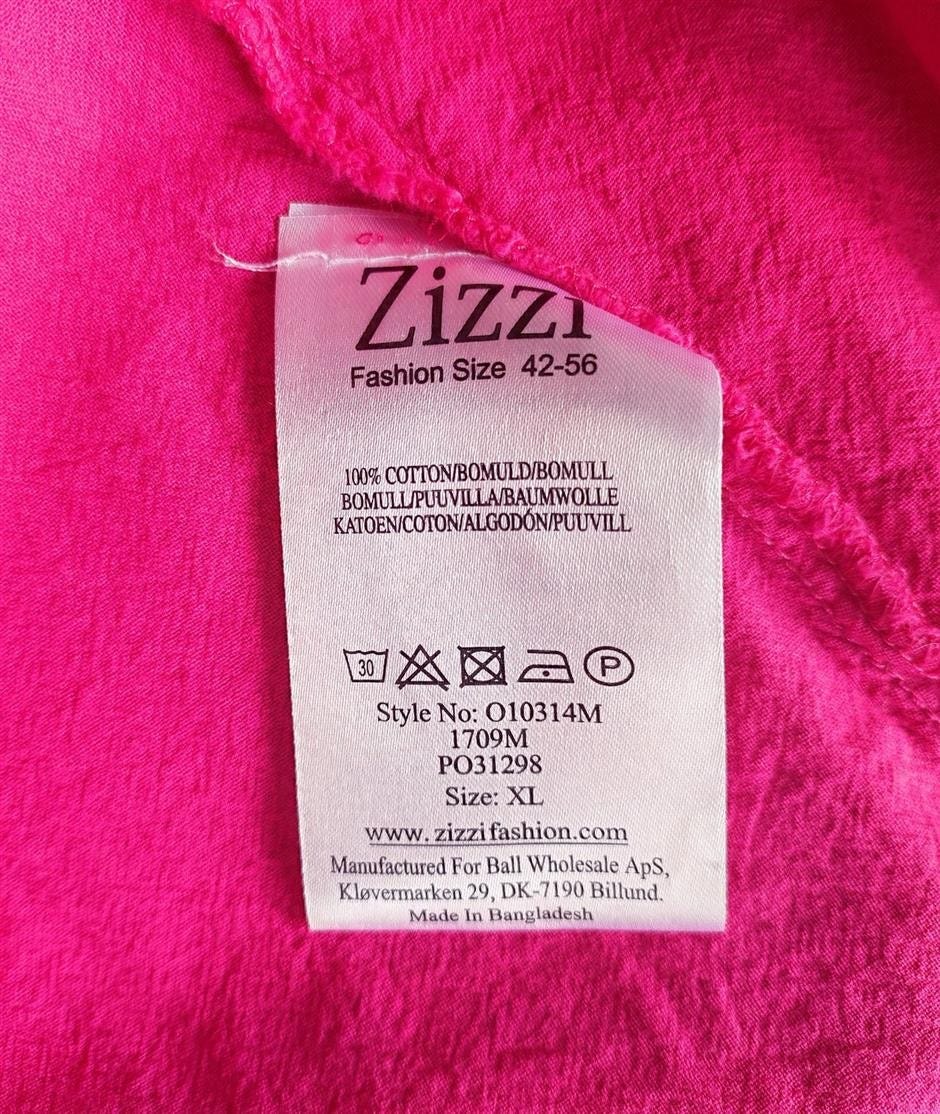 Zizzi
Fashion Size 42-56
100% COTTON/BOMULD/BOMULL
BOMULL/PUUVILLA/BAUMWOLLE
KATOEN/COTON/ALGODÓN/PUUVILL
30 P
Style No: O10314M
1709M
PO31298
Size: XL
www.zizzifashion.com
Manufactured For Ball Wholesale ApS,
Kløvermarken 29, DK-7190 Billund.
Made In Bangladesh